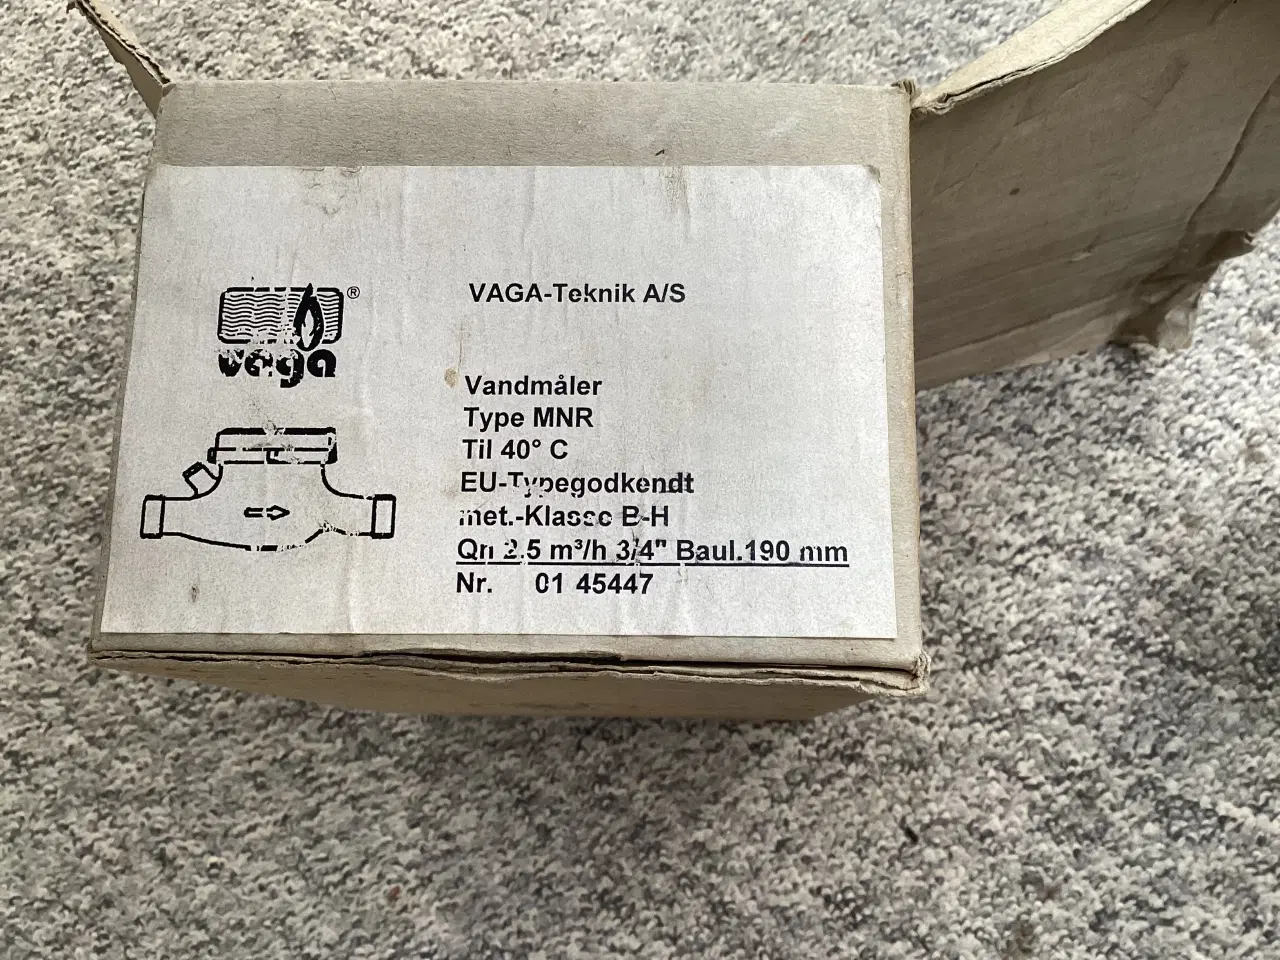 vaga®
VAGA-Teknik A/S
Vandmåler
Type MNR
Til 40° C
EU-Typegodkendt
met.-Klasse B-H
Qn 2.5 m³/h 3/4" Baul.190 mm
Nr. 01 45447